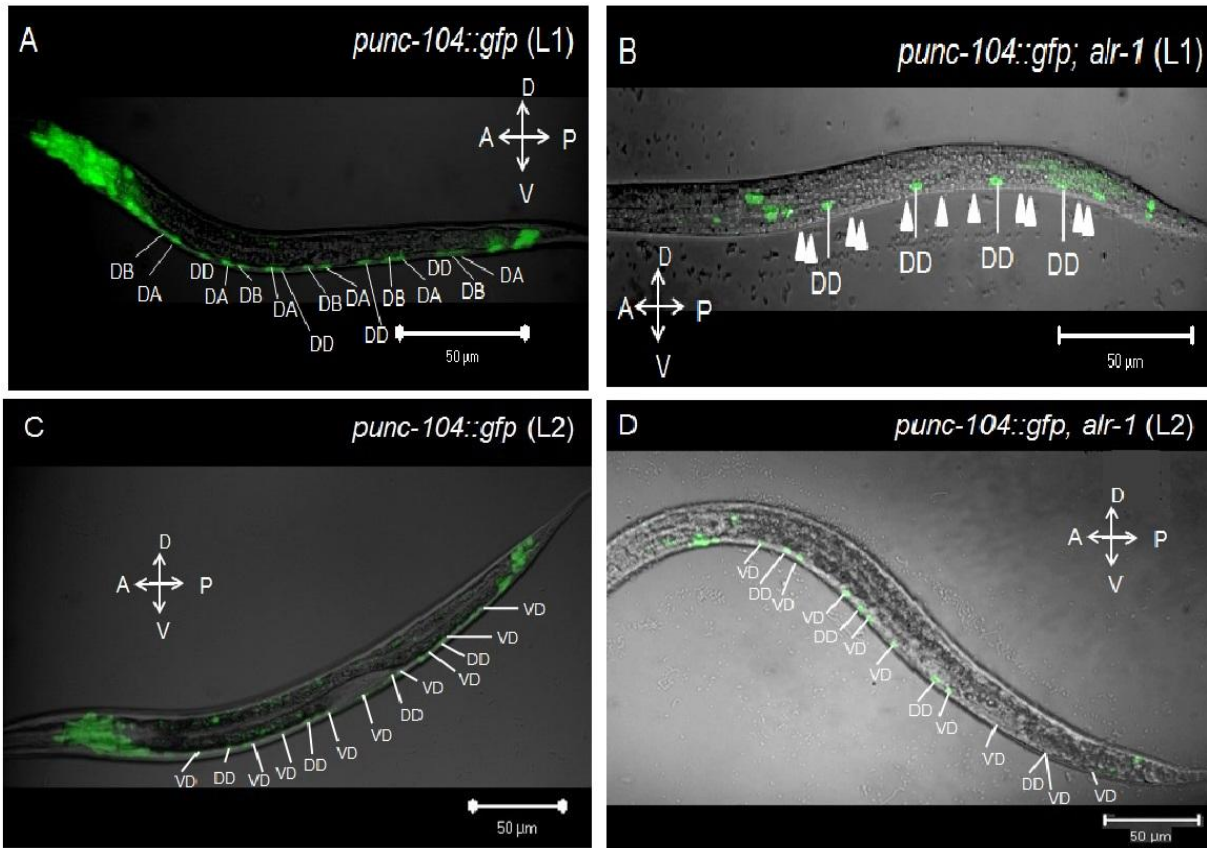 A
punc-104::gfp (L1)
D
A P
V
DB
DA
DD
DA
DB
DA
DD
DB
DA
DD
DB
DA
DD
DB
DA
50 µm
B
punc-104::gfp; alr-1 (L1)
DD
DD
DD
DD
D
A P
V
50 µm
C
punc-104::gfp (L2)
D
A P
V
VD
DD
VD
VD
DD
VD
VD
DD
VD
VD
DD
VD
VD
50 µm
D
punc-104::gfp, alr-1 (L2)
D
A P
V
VD
DD
VD
VD
DD
VD
VD
DD
VD
VD
DD
VD
VD
50 µm